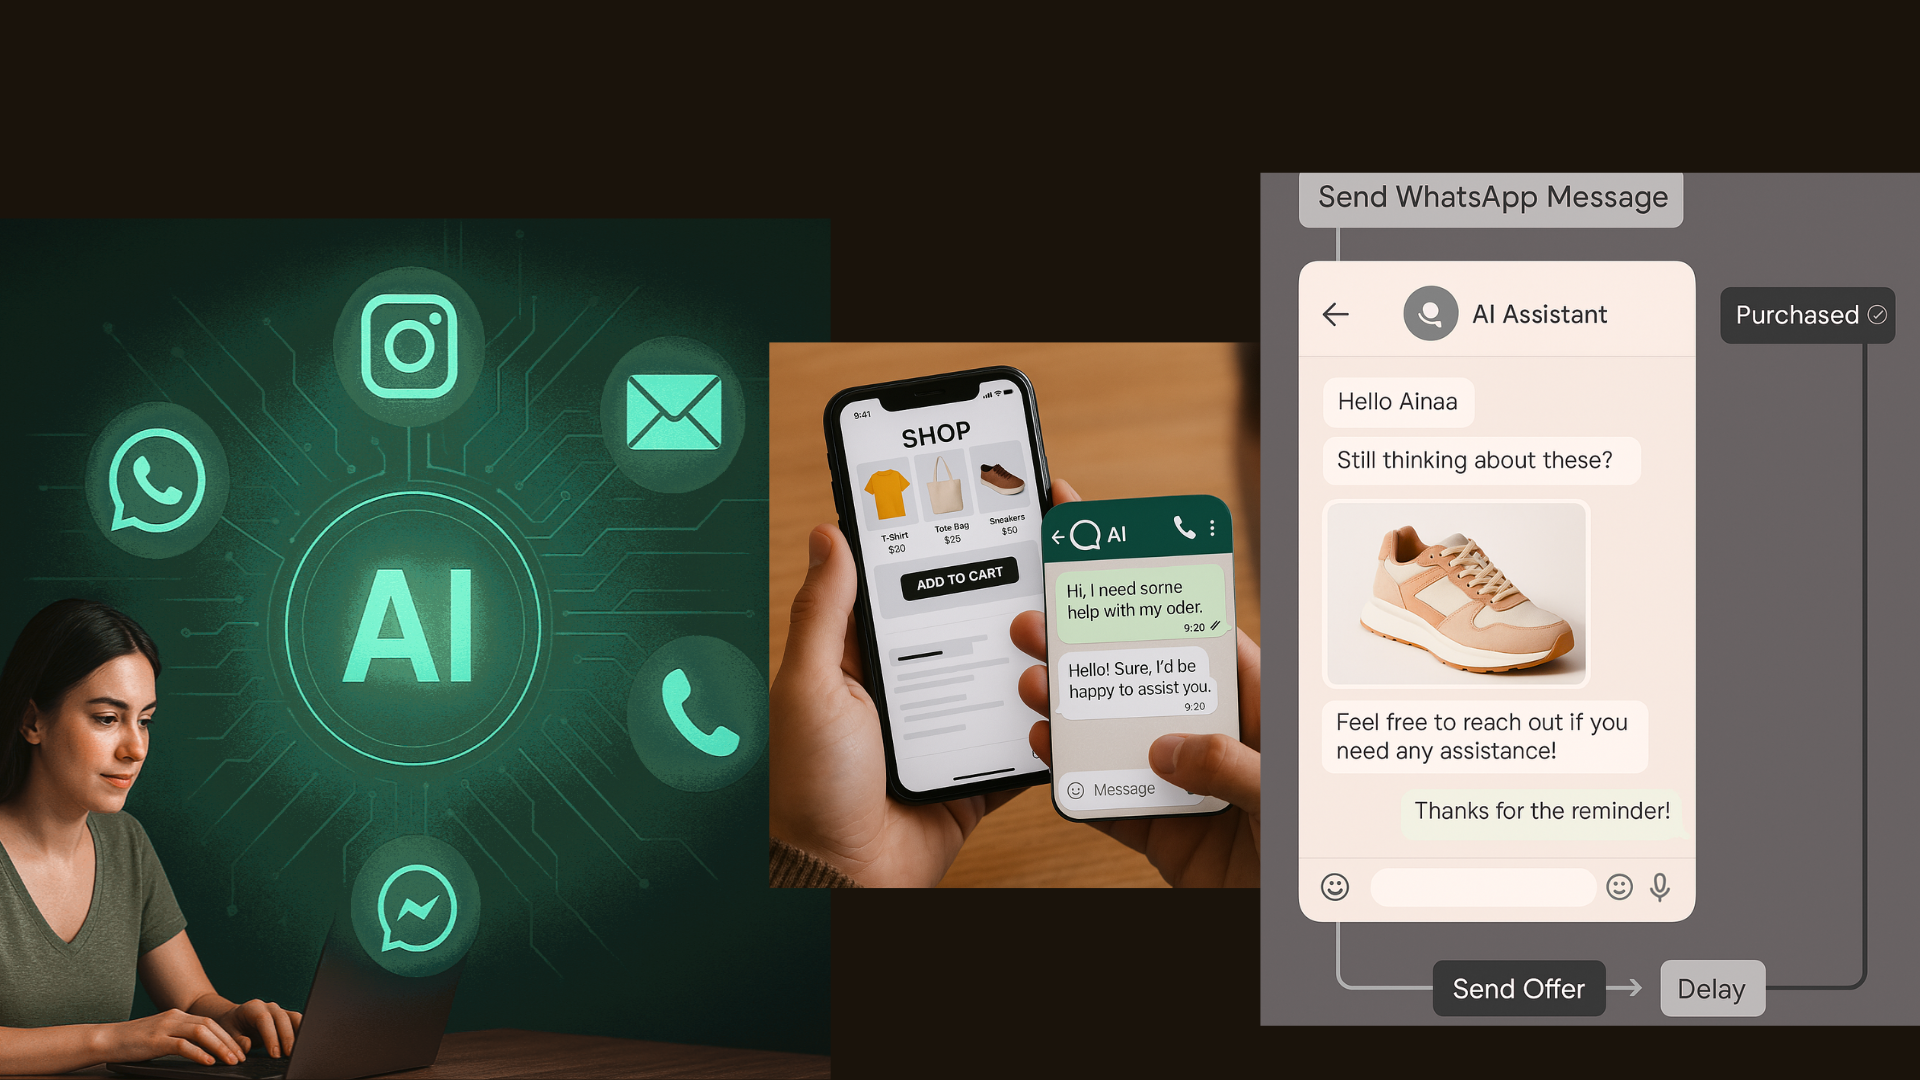 AI
9:41
SHOP
T-Shirt
$30
Tote Bag
$25
Sneakers
$50
ADD TO CART
AI
Hi, I need sorne
help with my oder.
9:20
Hello! Sure, I'd be
happy to assist you.
9:20
Message
Send WhatsApp Message
AI Assistant
Hello Ainaa
Still thinking about these?
Feel free to reach out if you
need any assistance!
Thanks for the reminder!
Purchased
Send Offer
Delay